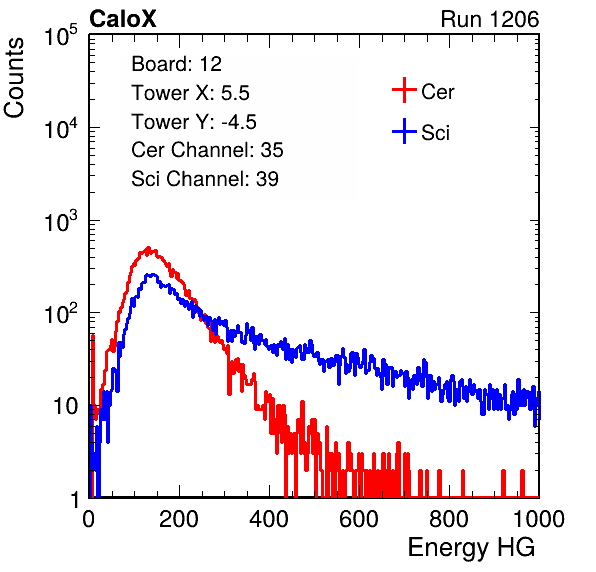 CaloX Run 1206
Counts
10^5
10^4
10^3
10^2
10
1
Board: 12
Tower X: 5.5
Tower Y: -4.5
Cer Channel: 35
Sci Channel: 39
Cer
Sci
0 200 400 600 800 1000
Energy HG